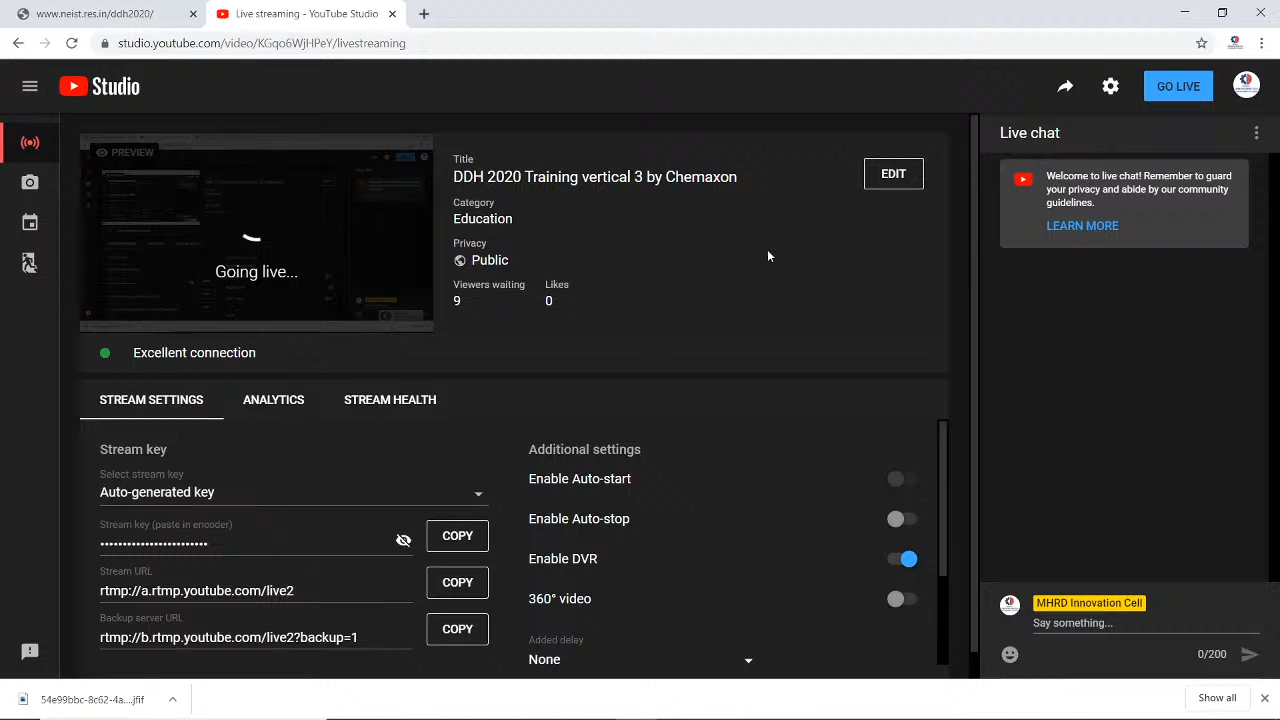 www.neist.res.in/ddh2020/
Live streaming - YouTube Studio
studio.youtube.com/video/KGqo6WjHPeY/livestreaming
Studio
GO LIVE
PREVIEW
Going live...
Title
DDH 2020 Training vertical 3 by Chemaxon
EDIT
Category
Education
Privacy
Public
Viewers waiting
Likes
9
0
Excellent connection
Live chat
Welcome to live chat! Remember to guard
your privacy and abide by our community
guidelines.
LEARN MORE
STREAM SETTINGS
ANALYTICS
STREAM HEALTH
Stream key
Select stream key
Auto-generated key
Stream key (paste in encoder)
••••••••••••••••••••••••
COPY
Stream URL
rtmp://a.rtmp.youtube.com/live2
COPY
Backup server URL
rtmp://b.rtmp.youtube.com/live2?backup=1
COPY
Additional settings
Enable Auto-start
Enable Auto-stop
Enable DVR
360° video
Added delay
None
MHRD Innovation Cell
Say something...
0/200
54e99bbc-8c62-4a....jfif
Show all